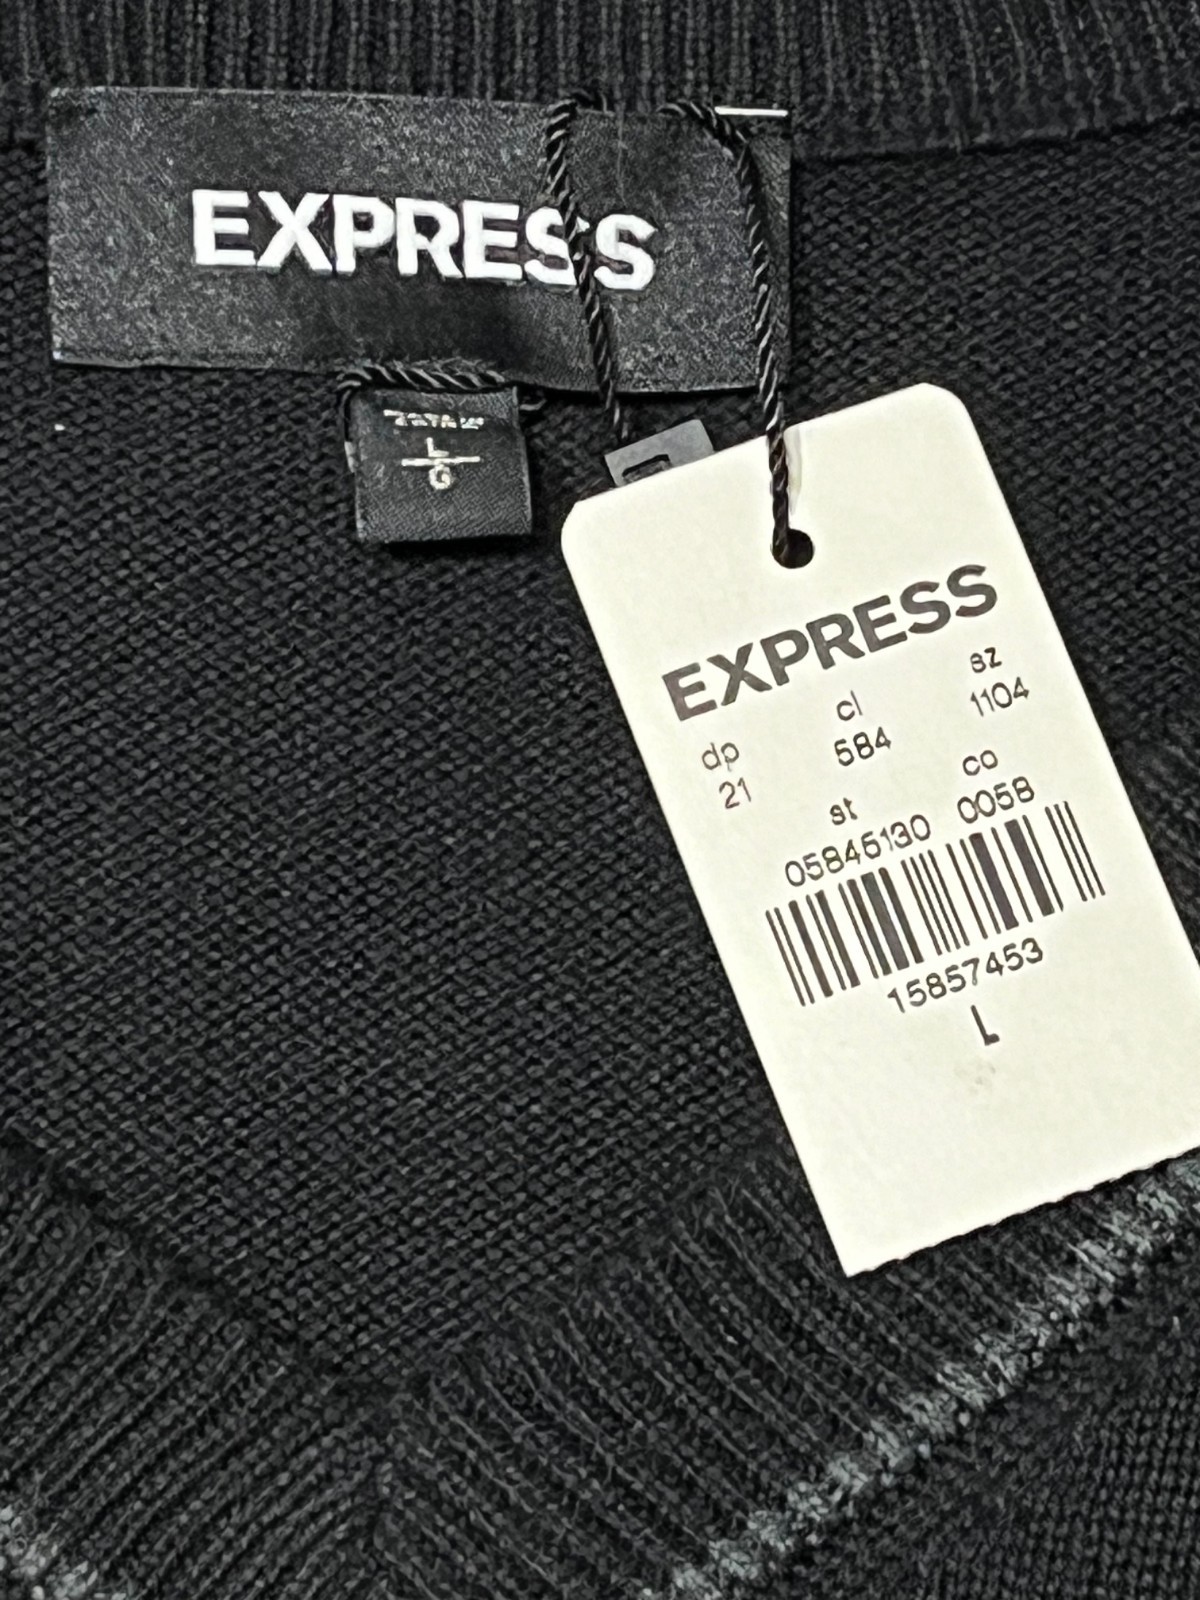 EXPRESS
L
G
EXPRESS
dp cl sz
21 584 1104
st co
05846130 0058
15857453
L